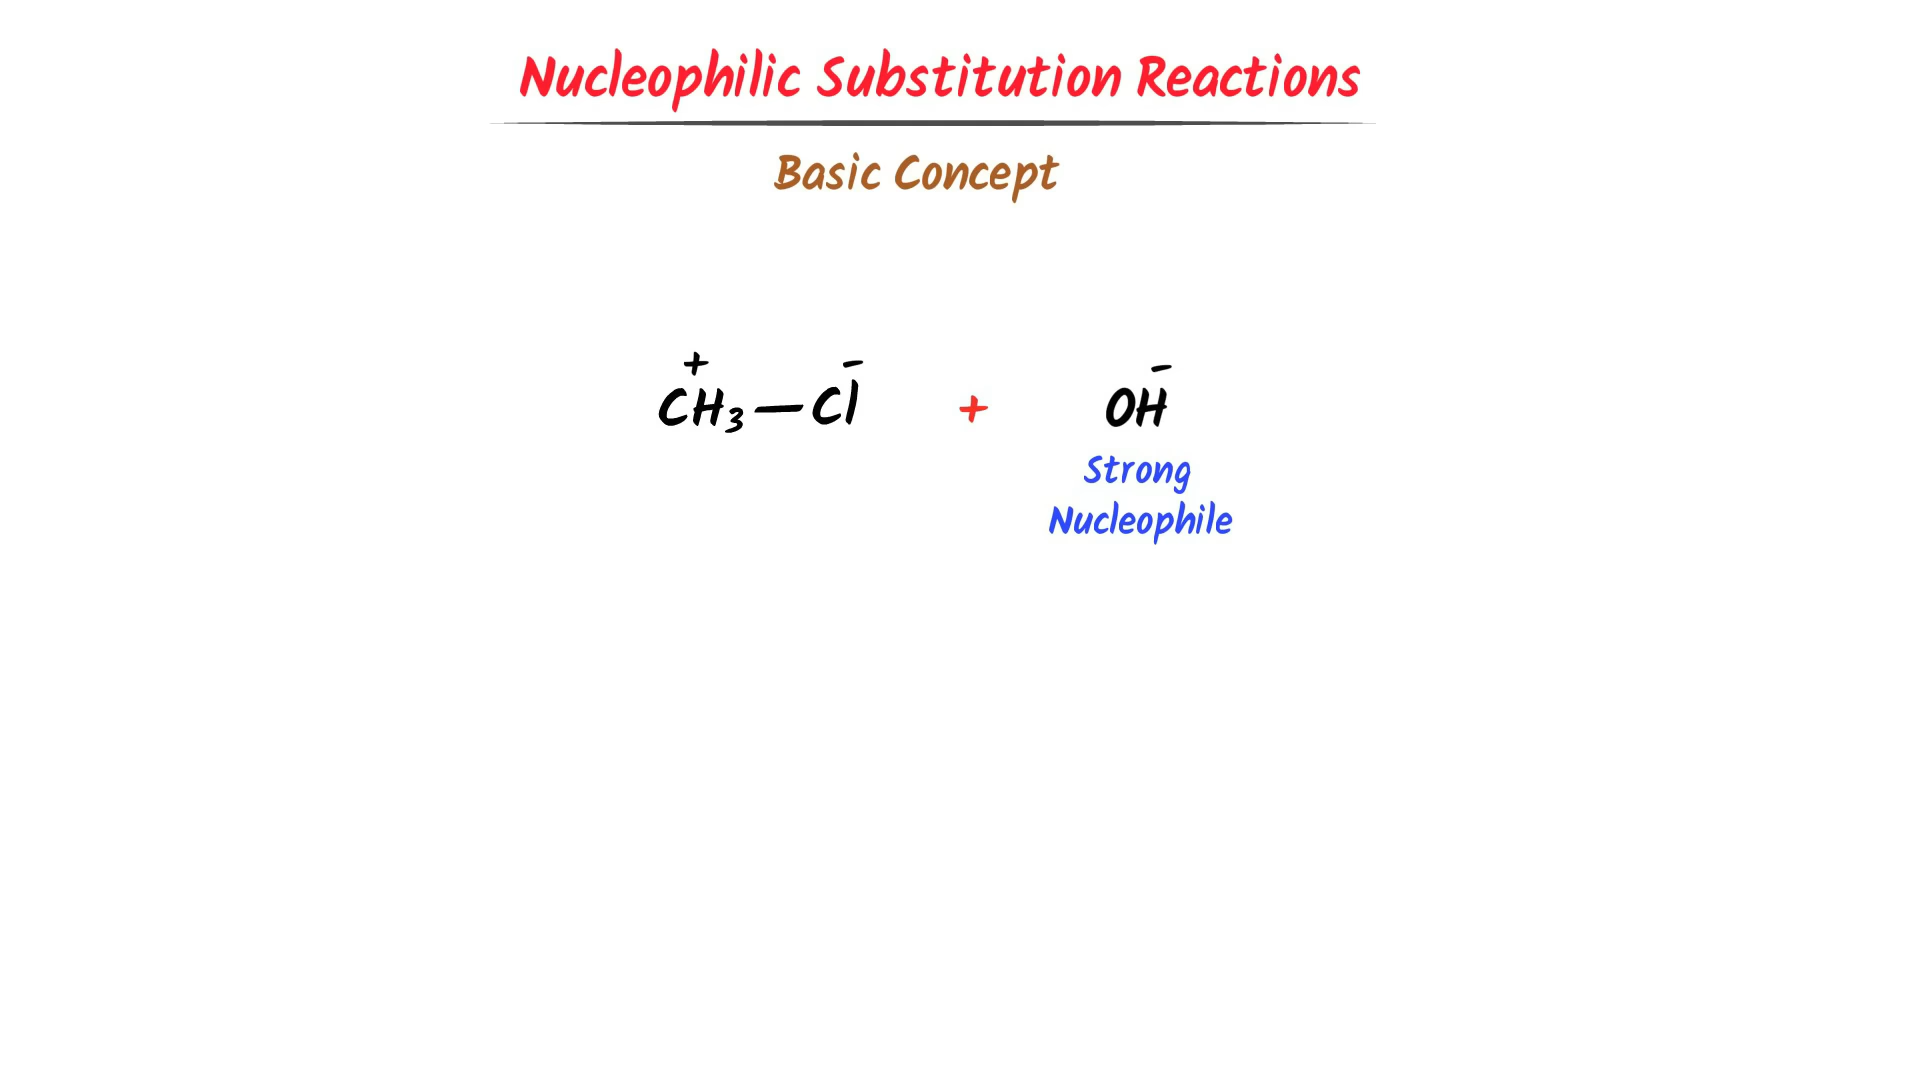 Nucleophilic Substitution Reactions
Basic Concept
+ - -
CH₃—Cl + OH
Strong
Nucleophile